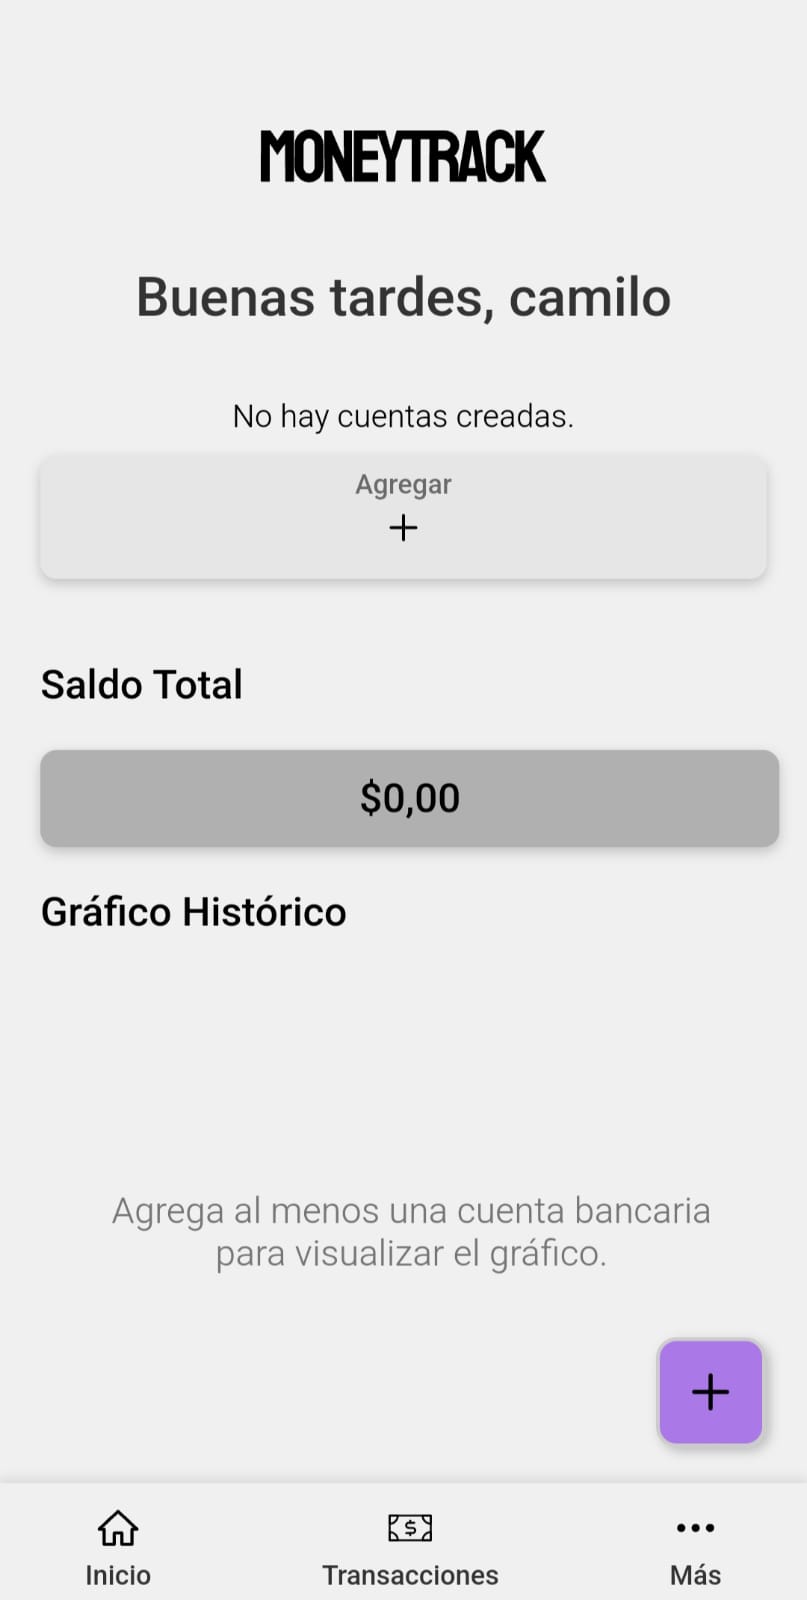 MONEYTRACK
Buenas tardes, camilo
No hay cuentas creadas.
Agregar
+
Saldo Total
$0,00
Gráfico Histórico
Agrega al menos una cuenta bancaria
para visualizar el gráfico.
+
Inicio
Transacciones
Más